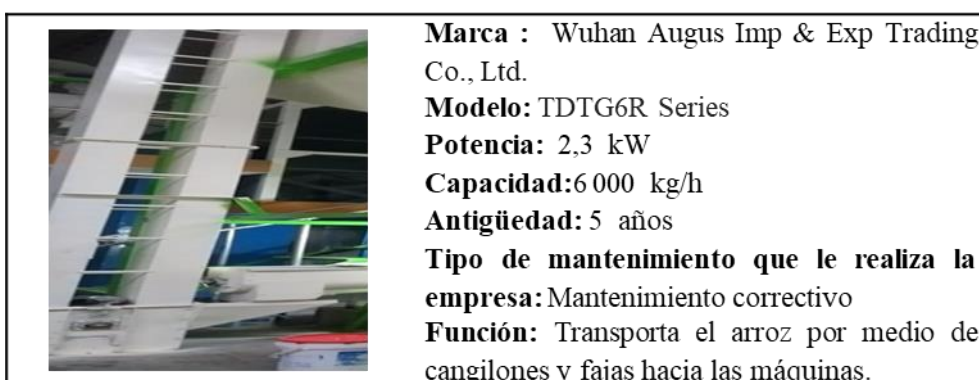 Marca : Wuhan Augus Imp & Exp Trading
Co., Ltd.
Modelo: TDTG6R Series
Potencia: 2,3 kW
Capacidad:6 000 kg/h
Antigüedad: 5 años
Tipo de mantenimiento que le realiza la
empresa: Mantenimiento correctivo
Función: Transporta el arroz por medio de
cangilones y fajas hacia las máquinas.